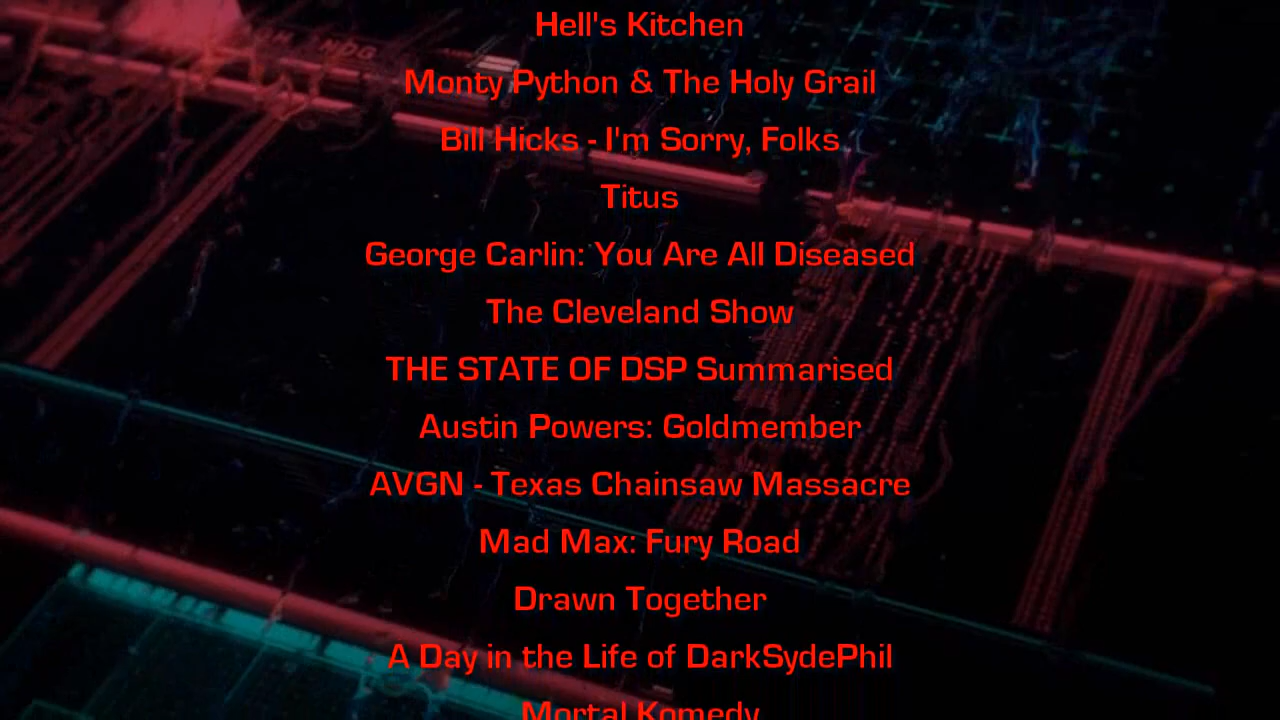 Hell's Kitchen
Monty Python & The Holy Grail
Bill Hicks - I'm Sorry, Folks
Titus
George Carlin: You Are All Diseased
The Cleveland Show
THE STATE OF DSP Summarised
Austin Powers: Goldmember
AVGN - Texas Chainsaw Massacre
Mad Max: Fury Road
Drawn Together
A Day in the Life of DarkSydePhil
Mortal Komedy